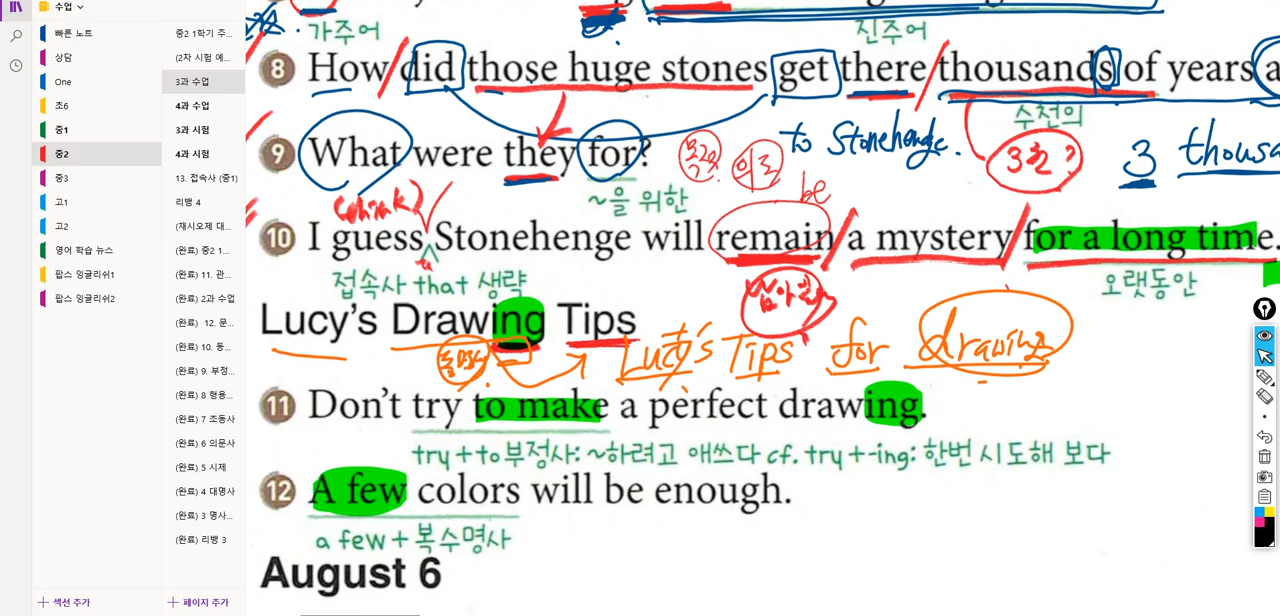 수업
빠른 노트
상담
One
초6
중1
중2
중3
고1
고2
영어 학습 뉴스
팝스 잉글리쉬1
팝스 잉글리쉬2
섹션 추가
중2 1학기 주...
(2차 시험 예...
3과 수업
4과 수업
3과 시험
4과 시험
13. 접속사 (중1)
리뱅 4
(재시오제 대...
(완료) 중2 1...
(완료) 11. 관...
(완료) 2과 수업
(완료) 12. 문...
(완료) 10. 동...
(완료) 9. 부정...
(완료) 8 형용...
(완료) 7 조동사
(완료) 6 의문사
(완료) 5 시제
(완료) 4 대명사
(완료) 3 명사...
(완료) 리뱅 3
페이지 추가
가주어
진주어
8 How did those huge stones get there thousands of years a
수천의
to Stonehenge.
3천?
3 thousa
9 What were they for?
~을 위한
의도
(think)
be
10 I guess Stonehenge will remain a mystery for a long time.
접속사 that 생략
오랫동안
Lucy's Drawing Tips
Lucy's Tips for drawing
11 Don't try to make a perfect drawing.
try+to부정사: ~하려고 애쓰다 cf. try+-ing: 한번 시도해 보다
12 A few colors will be enough.
a few + 복수명사
August 6